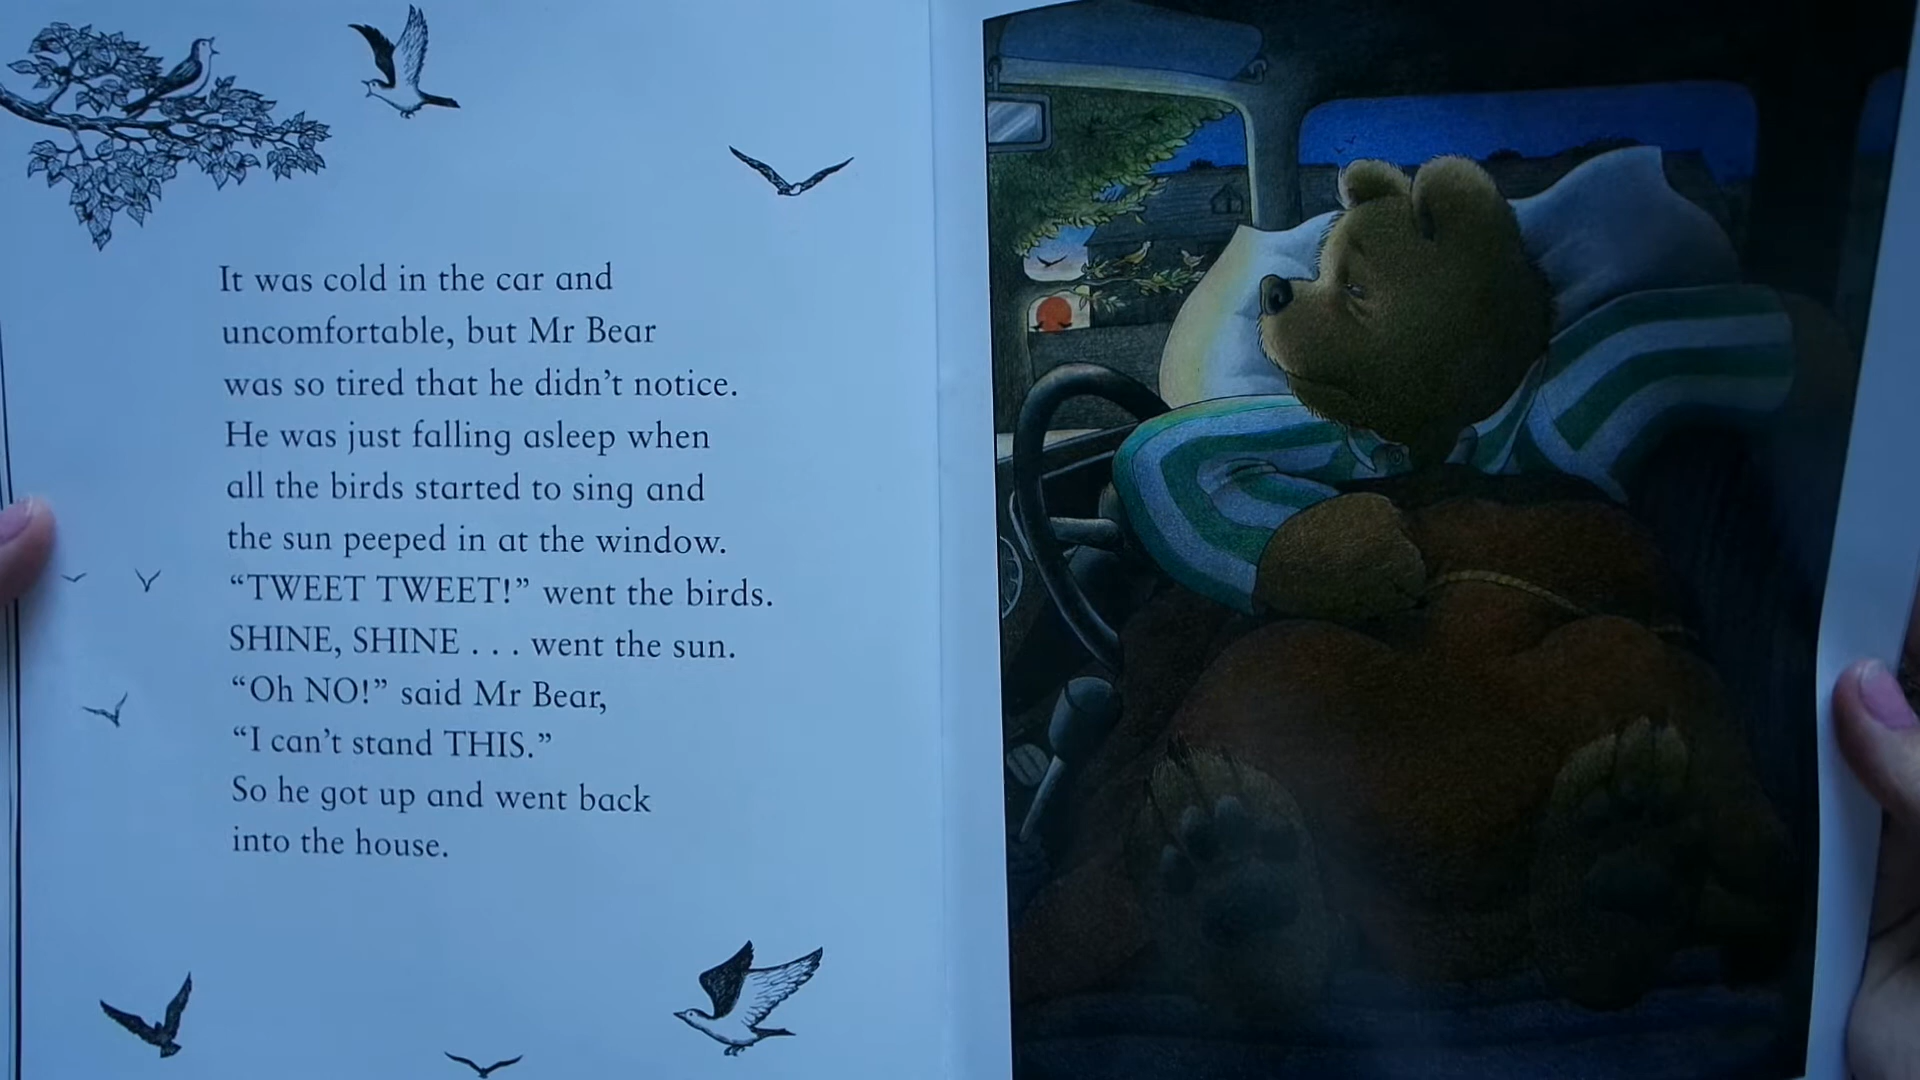 It was cold in the car and
uncomfortable, but Mr Bear
was so tired that he didn't notice.
He was just falling asleep when
all the birds started to sing and
the sun peeped in at the window.
“TWEET TWEET!” went the birds.
SHINE, SHINE . . . went the sun.
“Oh NO!” said Mr Bear,
“I can't stand THIS.”
So he got up and went back
into the house.